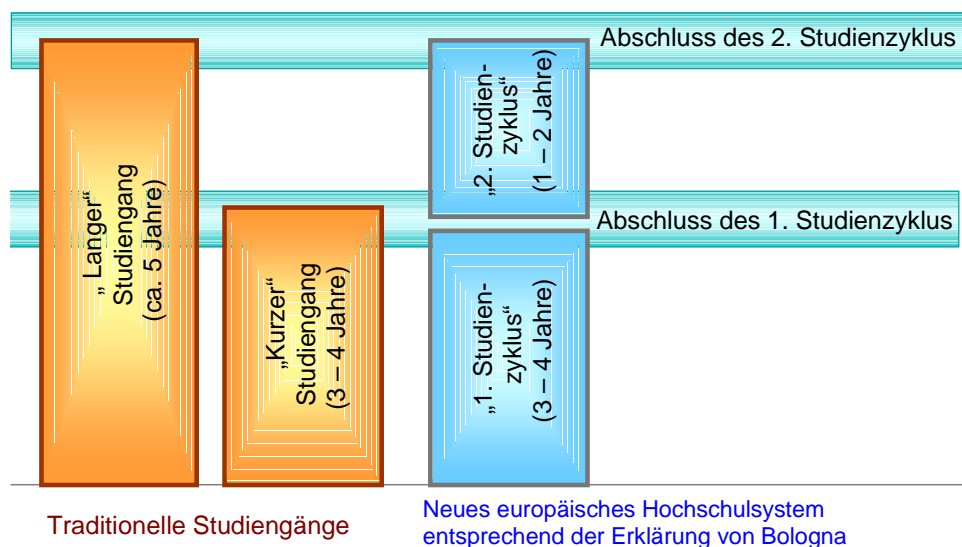 Abschluss des 2. Studienzyklus
Abschluss des 1. Studienzyklus
„ Langer“
Studiengang
(ca. 5 Jahre)
„Kurzer“
Studiengang
(3 – 4 Jahre)
„2. Studien-
zyklus“
(1 – 2 Jahre)
„1. Studien-
zyklus“
(3 – 4 Jahre)
Traditionelle Studiengänge
Neues europäisches Hochschulsystem
entsprechend der Erklärung von Bologna